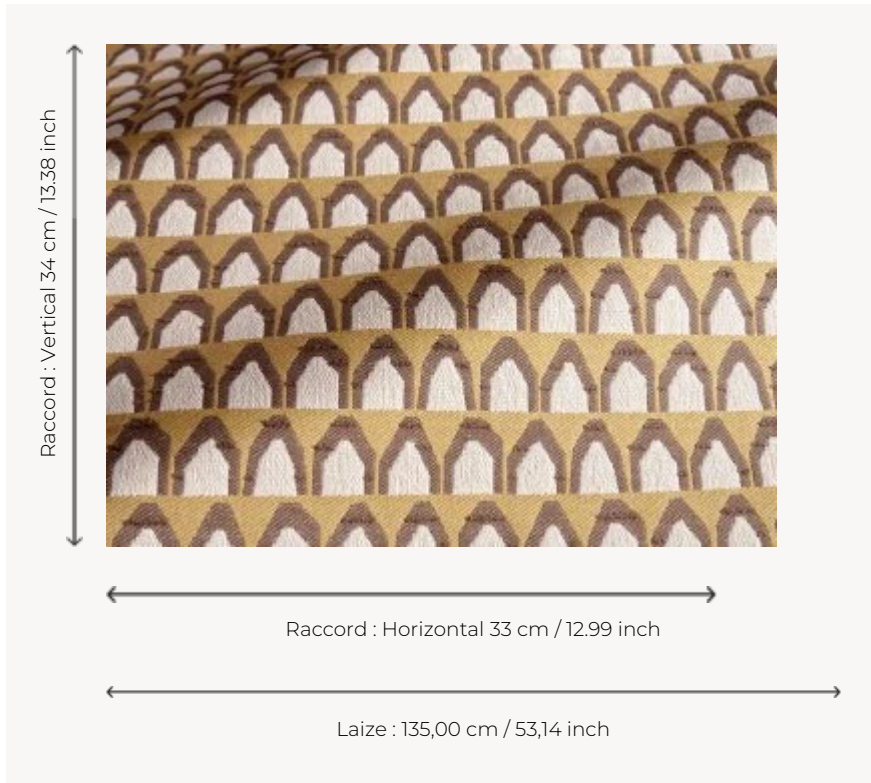 Raccord : Vertical 34 cm / 13.38 inch
Raccord : Horizontal 33 cm / 12.99 inch
Laize : 135,00 cm / 53,14 inch